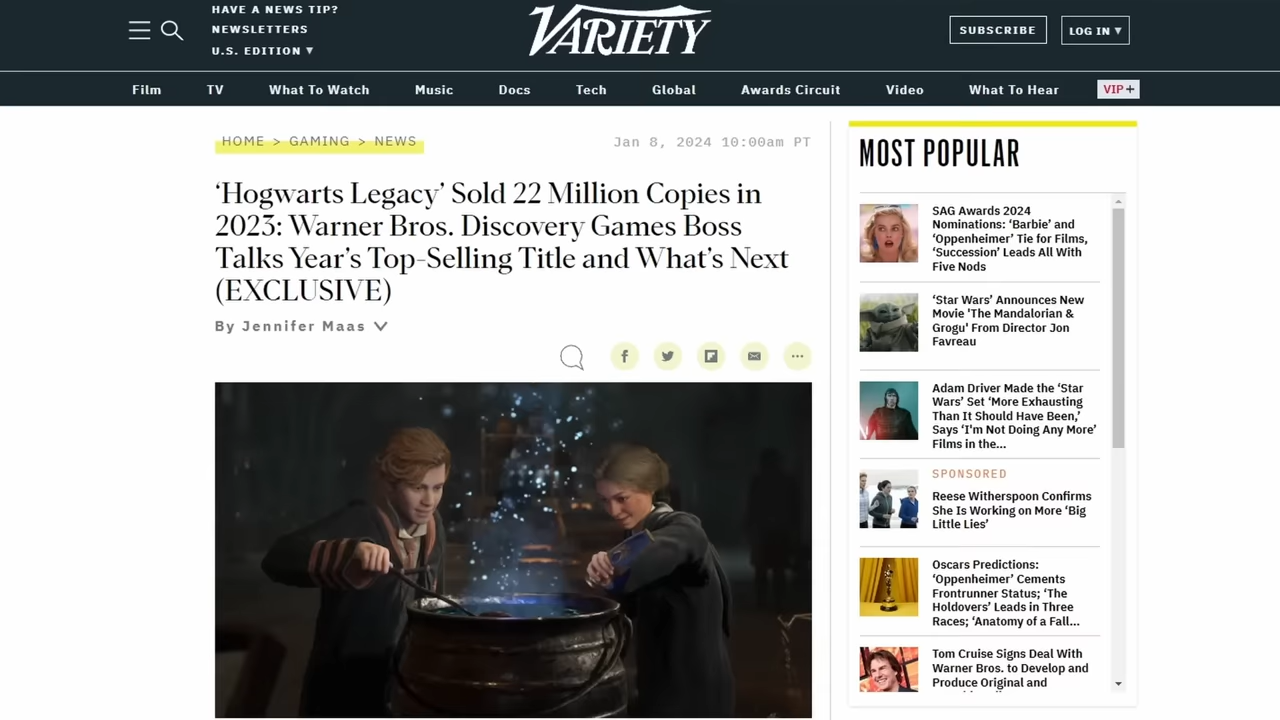 HAVE A NEWS TIP?
NEWSLETTERS
U.S. EDITION ▼
VARIETY
SUBSCRIBE
LOG IN ▼
Film TV What To Watch Music Docs Tech Global Awards Circuit Video What To Hear VIP+
HOME > GAMING > NEWS
Jan 8, 2024 10:00am PT
‘Hogwarts Legacy’ Sold 22 Million Copies in
2023: Warner Bros. Discovery Games Boss
Talks Year’s Top-Selling Title and What’s Next
(EXCLUSIVE)
By Jennifer Maas
MOST POPULAR
SAG Awards 2024
Nominations: ‘Barbie’ and
‘Oppenheimer’ Tie for Films,
‘Succession’ Leads All With
Five Nods
‘Star Wars’ Announces New
Movie 'The Mandalorian &
Grogu' From Director Jon
Favreau
Adam Driver Made the ‘Star
Wars’ Set ‘More Exhausting
Than It Should Have Been,’
Says ‘I'm Not Doing Any More’
Films in the...
SPONSORED
Reese Witherspoon Confirms
She Is Working on More ‘Big
Little Lies’
Oscars Predictions:
‘Oppenheimer’ Cements
Frontrunner Status; ‘The
Holdovers’ Leads in Three
Races; ‘Anatomy of a Fall...
Tom Cruise Signs Deal With
Warner Bros. to Develop and
Produce Original and